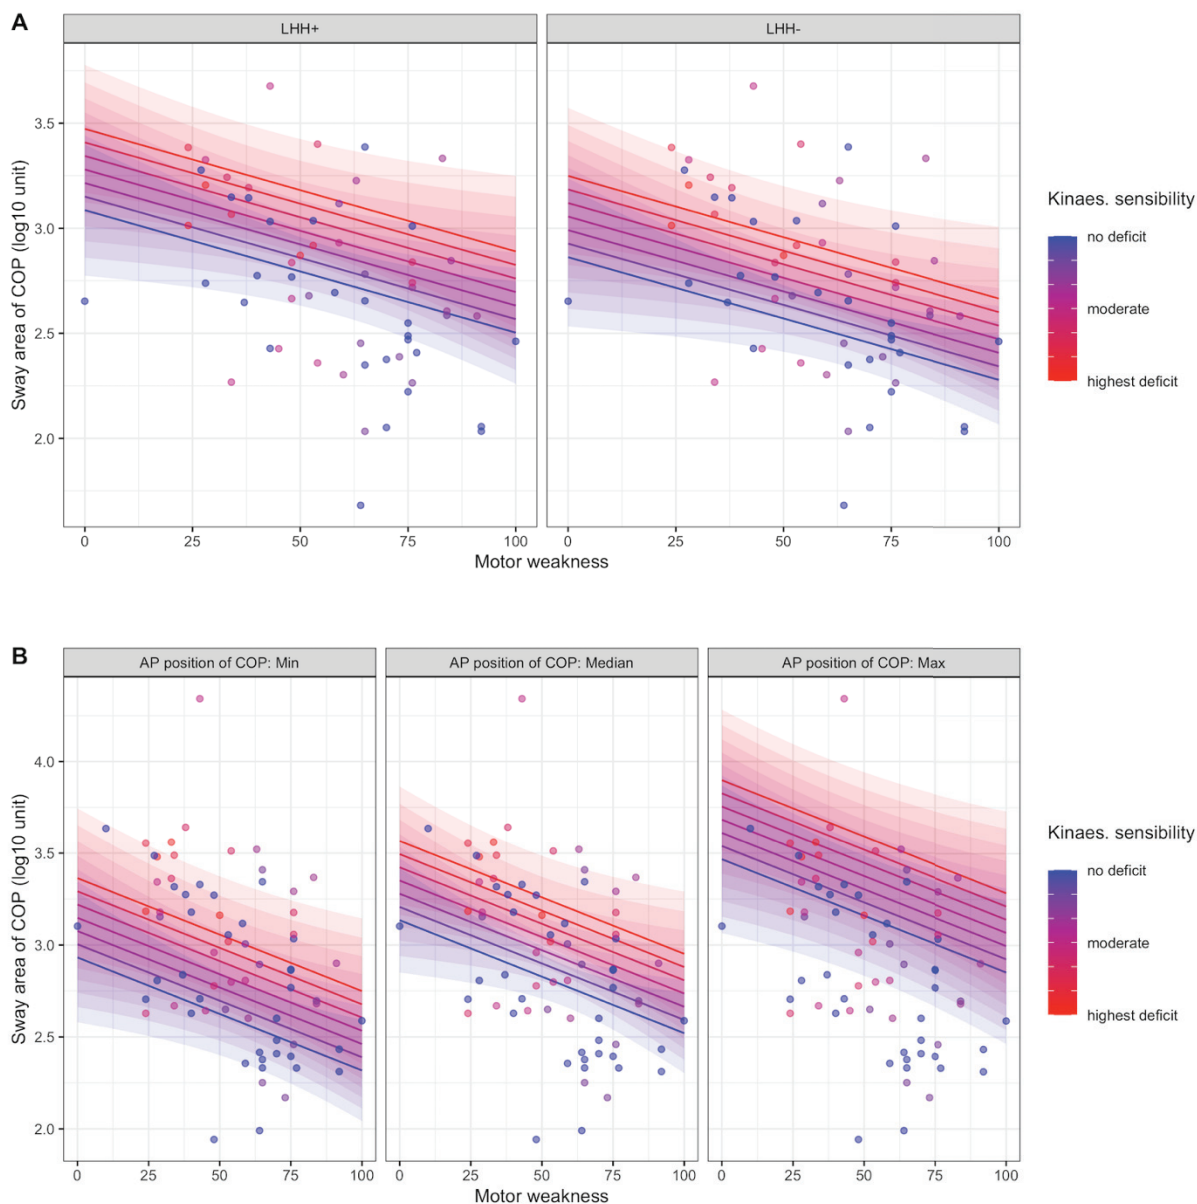 A
LHH+
LHH-
Sway area of COP (log10 unit)
3.5
3.0
2.5
2.0
0
25
50
75
100
0
25
50
75
100
Motor weakness
Kinaes. sensibility
no deficit
moderate
highest deficit
B
AP position of COP: Min
AP position of COP: Median
AP position of COP: Max
Sway area of COP (log10 unit)
4.0
3.5
3.0
2.5
2.0
0
25
50
75
100
0
25
50
75
100
0
25
50
75
100
Motor weakness
Kinaes. sensibility
no deficit
moderate
highest deficit